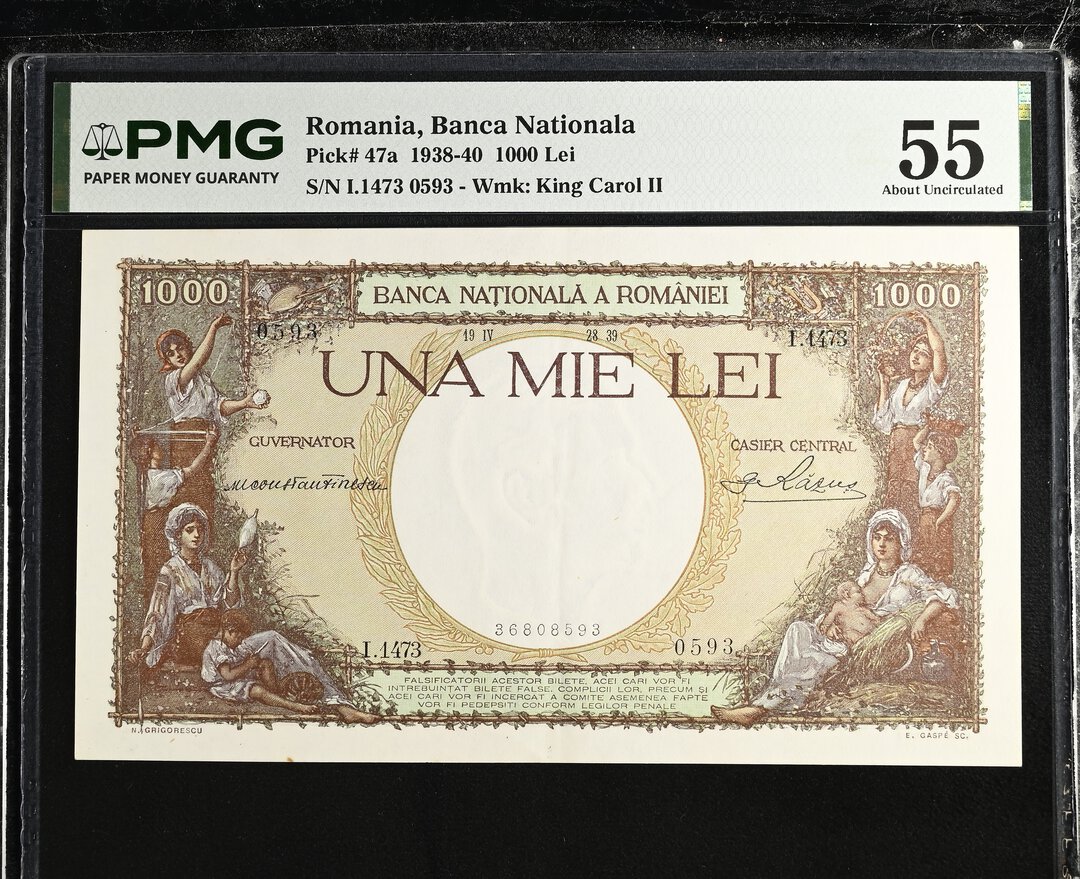 PMG
PAPER MONEY GUARANTY
Romania, Banca Nationala
Pick# 47a 1938-40 1000 Lei
S/N I.1473 0593 - Wmk: King Carol II
55
About Uncirculated
1000
BANCA NAȚIONALĂ A ROMÂNIEI
1000
0593
19 IV 28 39
I.1473
UNA MIE LEI
GUVERNATOR
CASIER CENTRAL
M Constantinescu
36808593
I.1473
0593
FALSIFICATORII ACESTOR BILETE, ACEI CARI VOR FI
INTREBUINȚAT BILETE FALSE, COMPLICII LOR, PRECUM ȘI
ACEI CARI VOR FI INCERCAT A COMITE ASEMENEA FAPTE
VOR FI PEDEPSIȚI CONFORM LEGILOR PENALE
N. GRIGORESCU
E. GASPÉ SC.